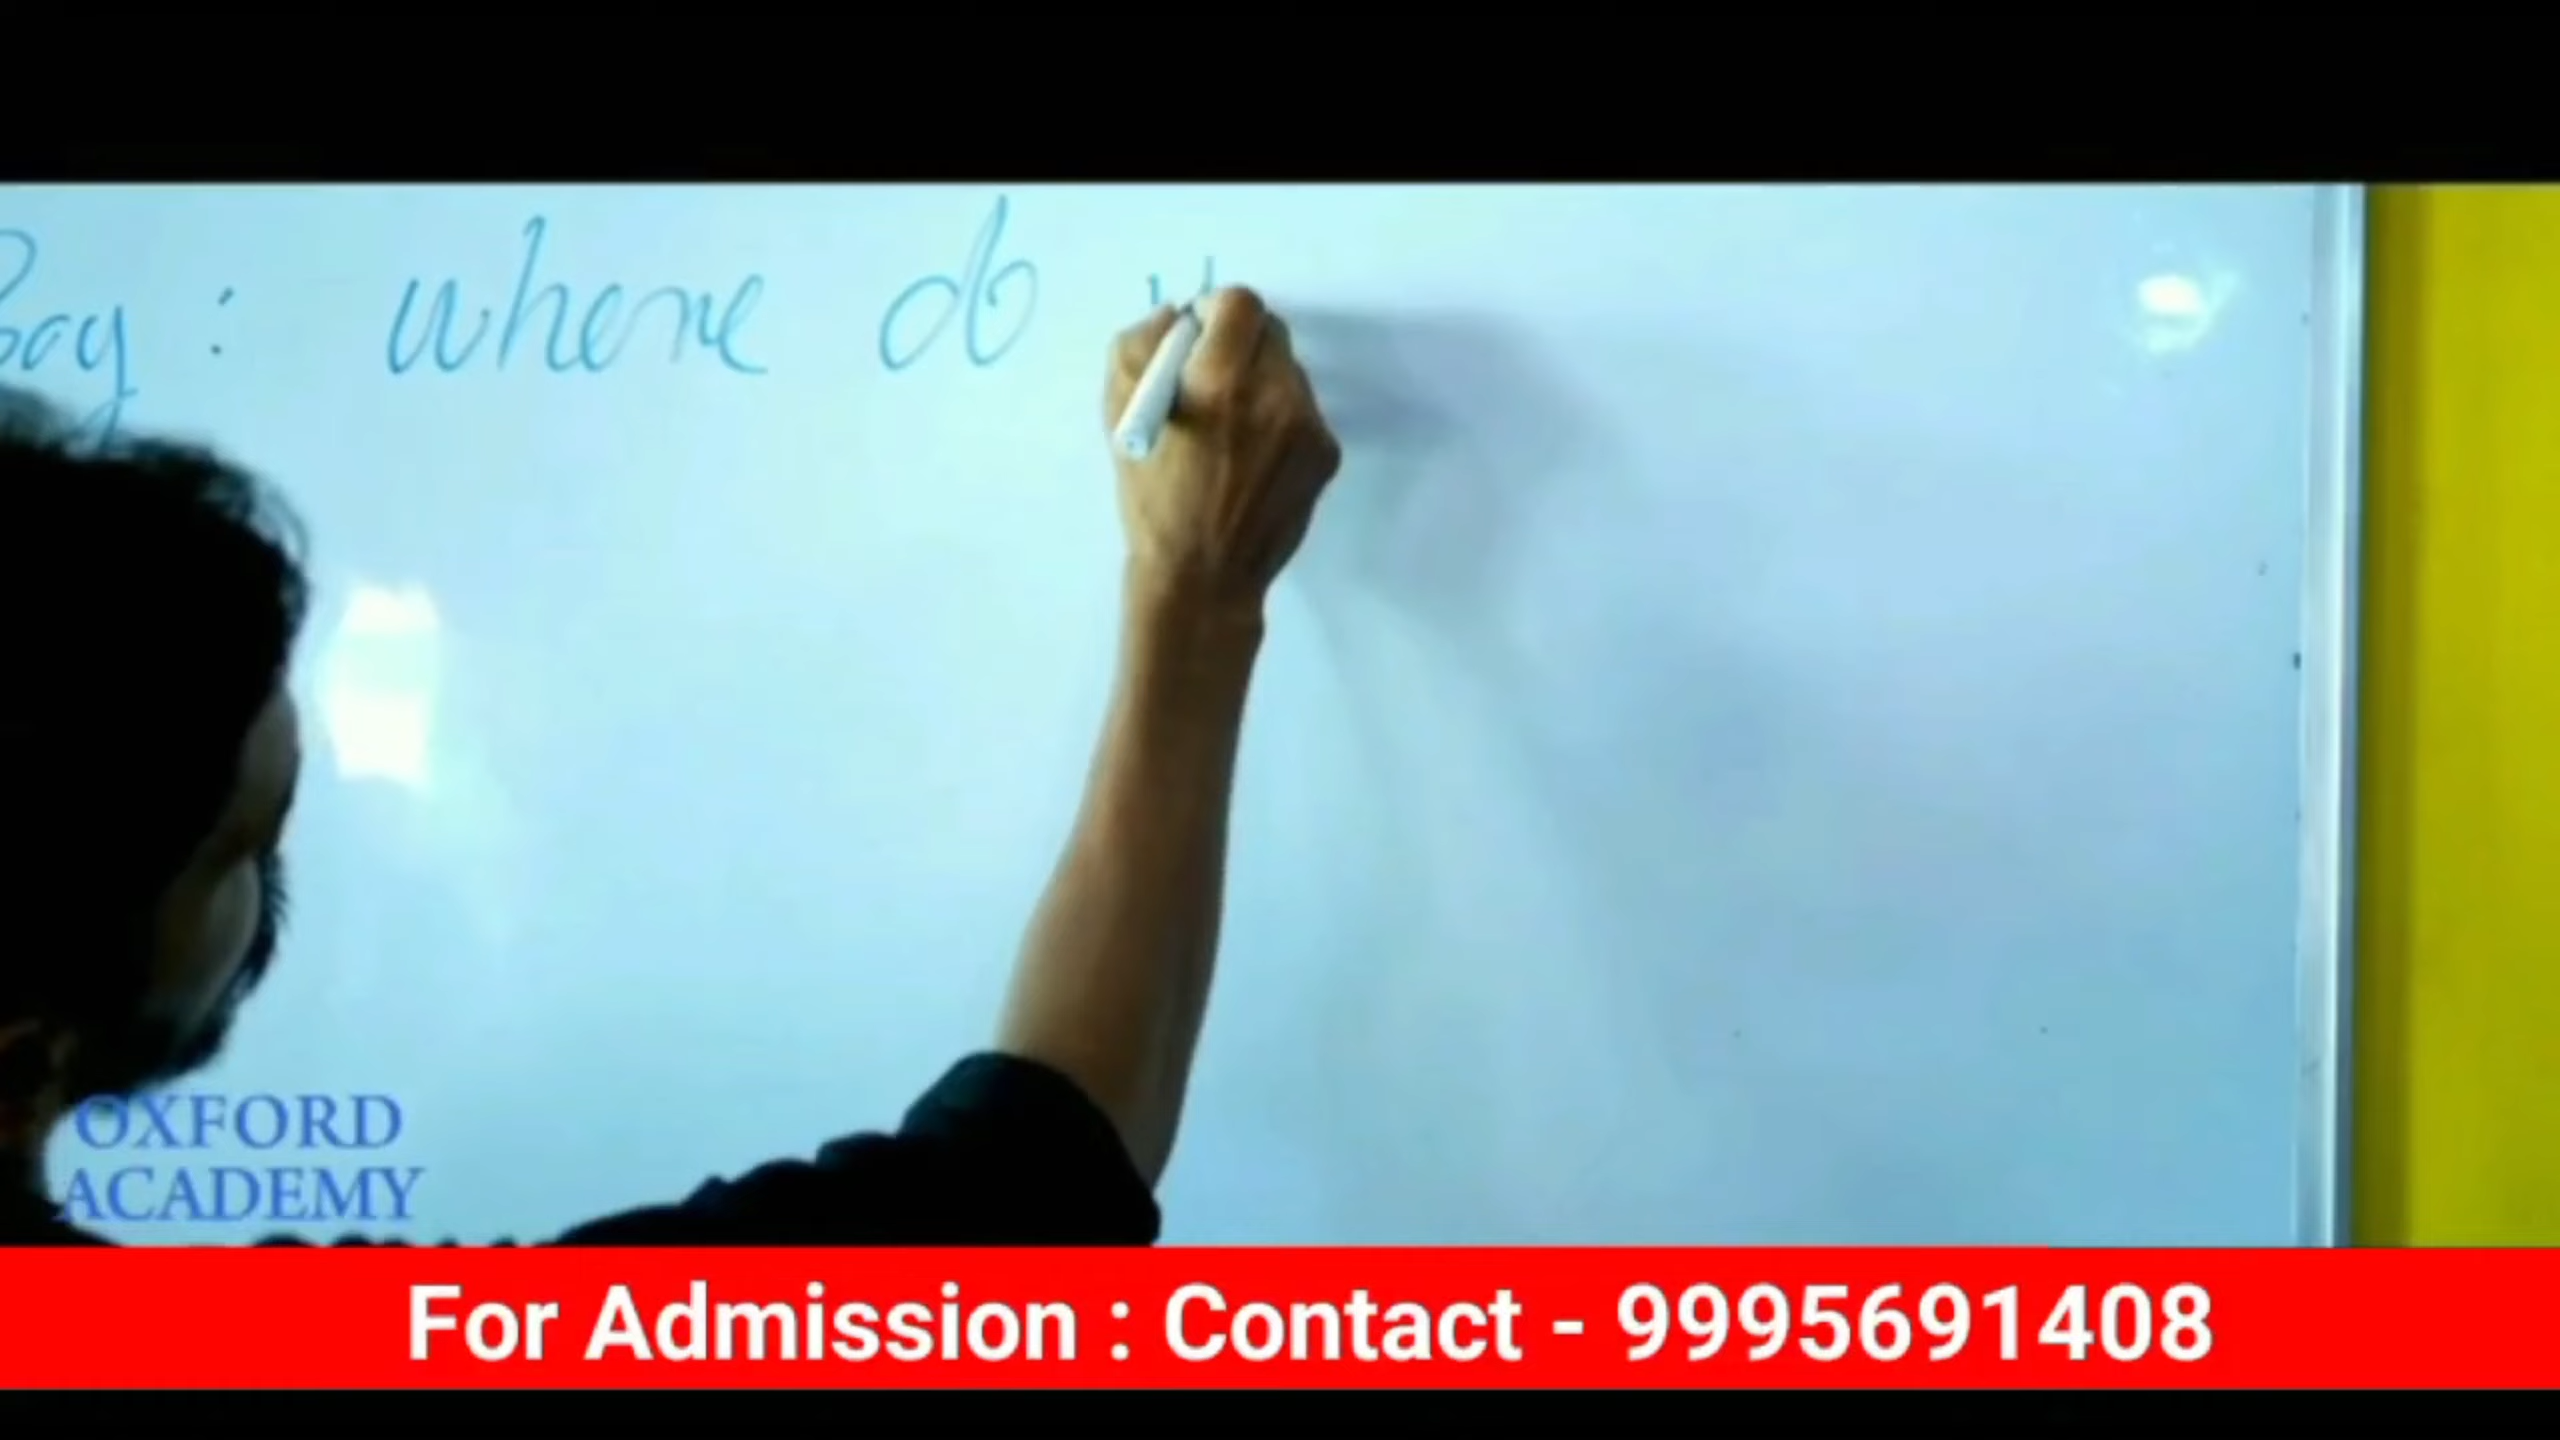 Boy : where do y
OXFORD
ACADEMY
For Admission : Contact - 9995691408